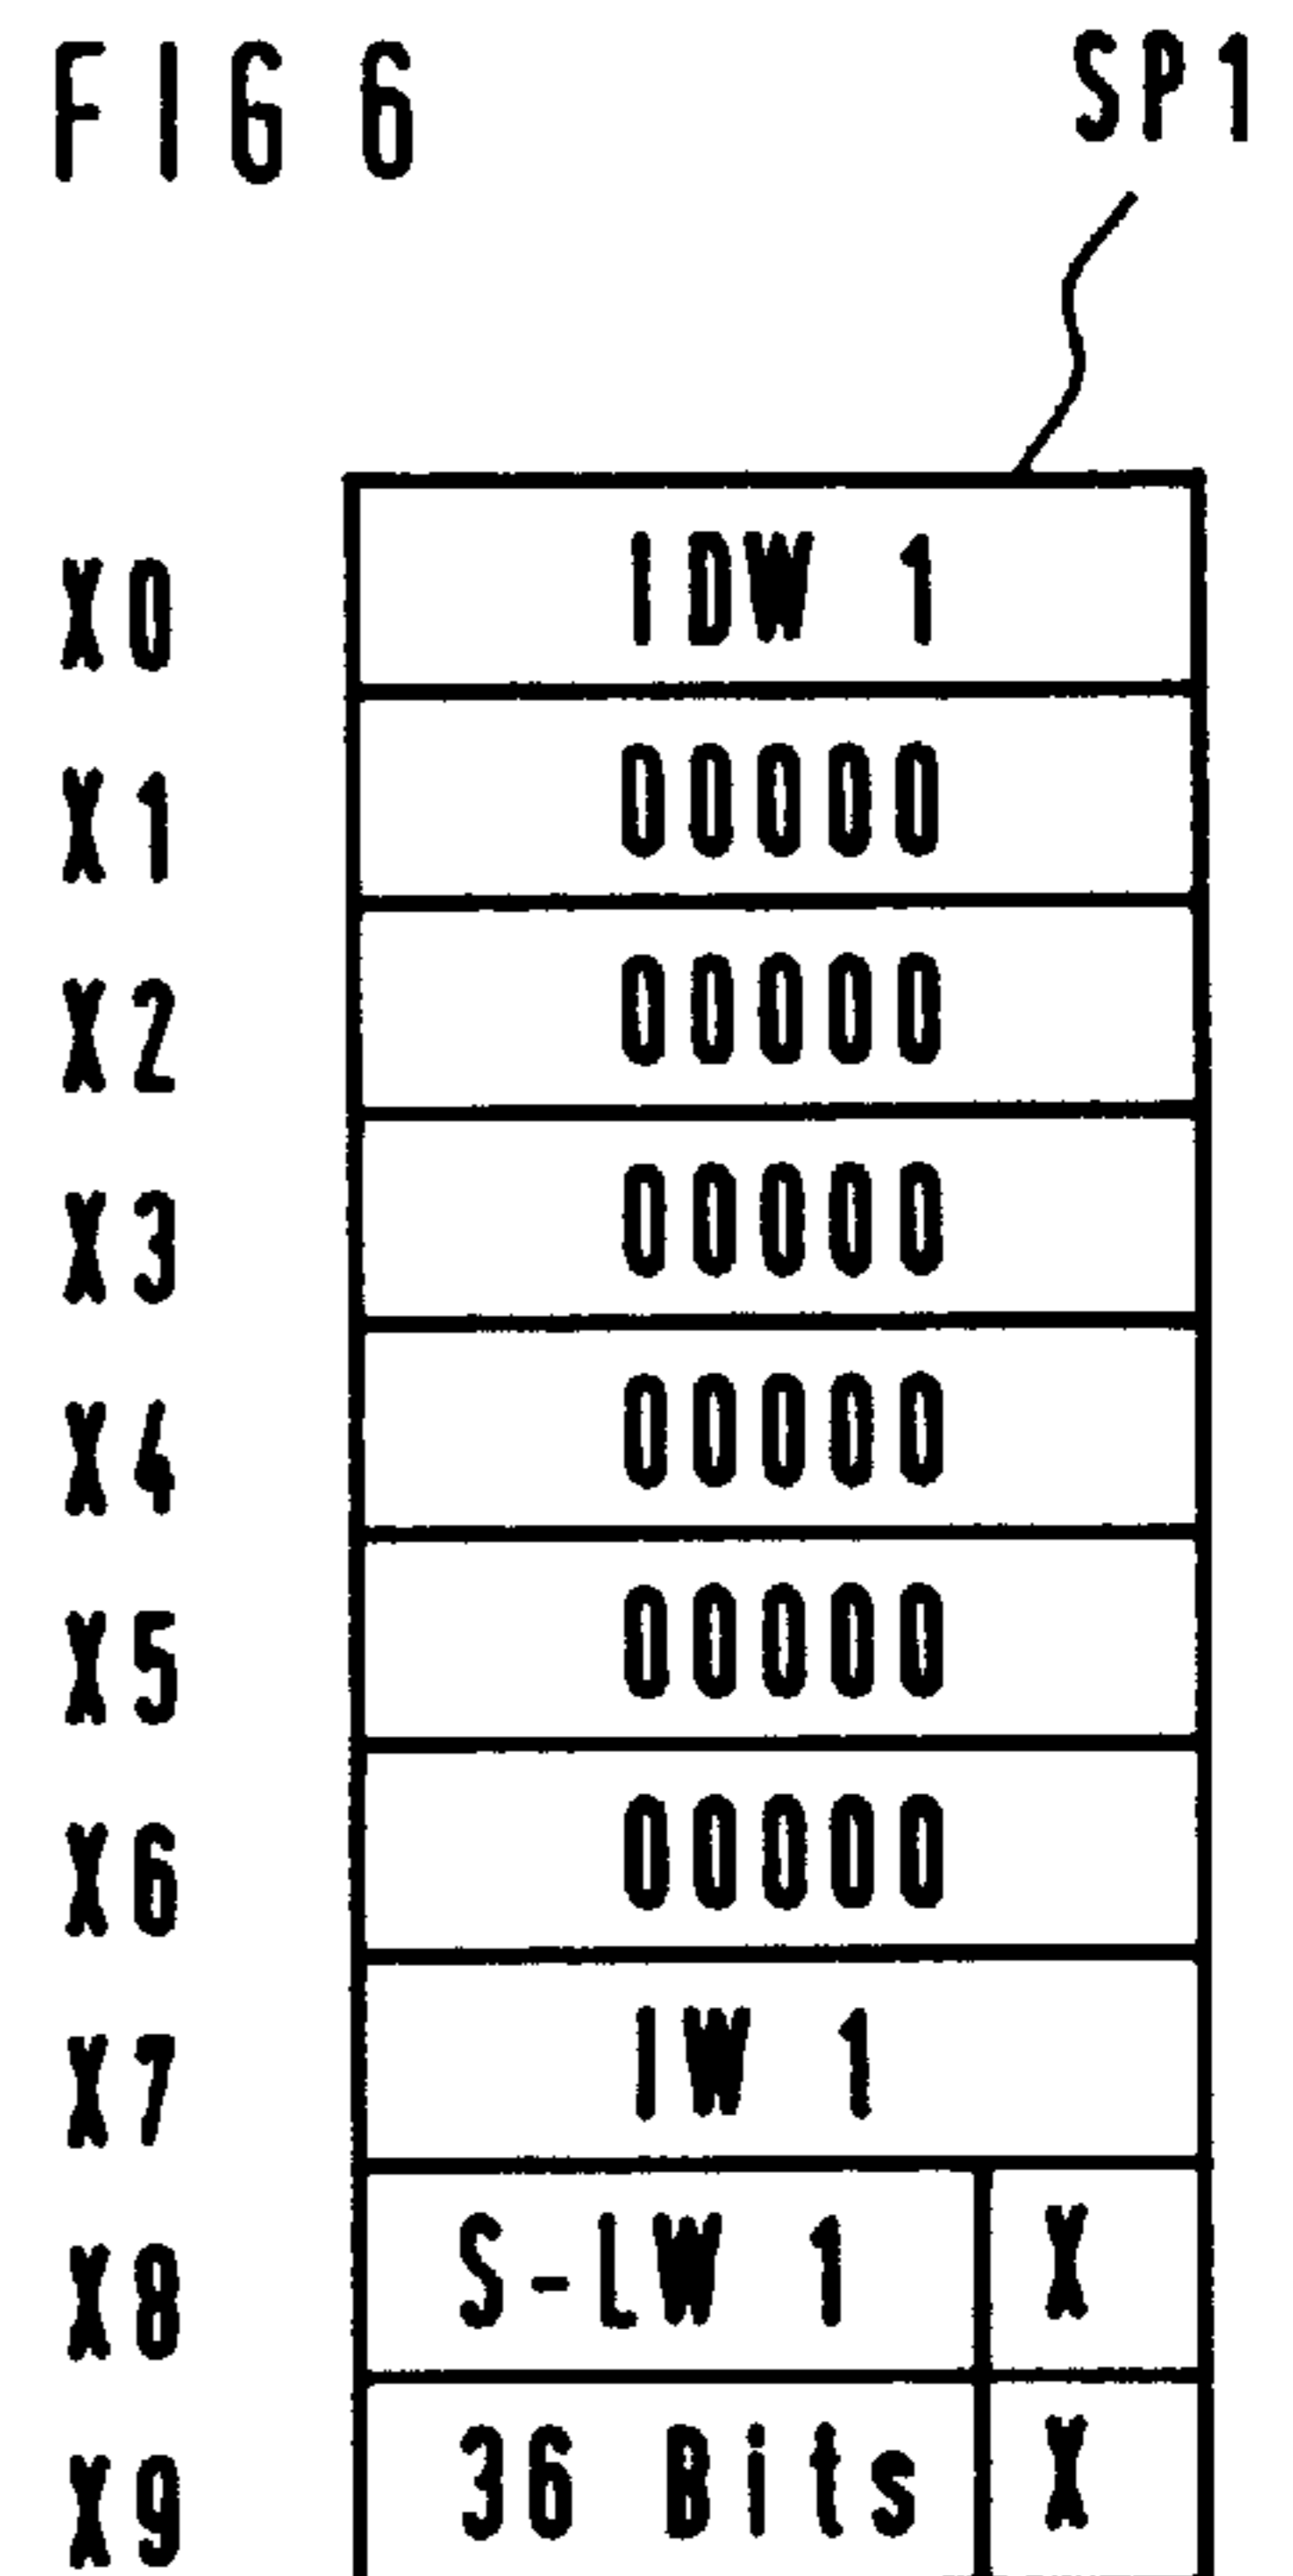 FIG 6 SP1
X0 IDW 1
X1 00000
X2 00000
X3 00000
X4 00000
X5 00000
X6 00000
X7 IW 1
X8 S-LW 1 X
X9 36 Bits X